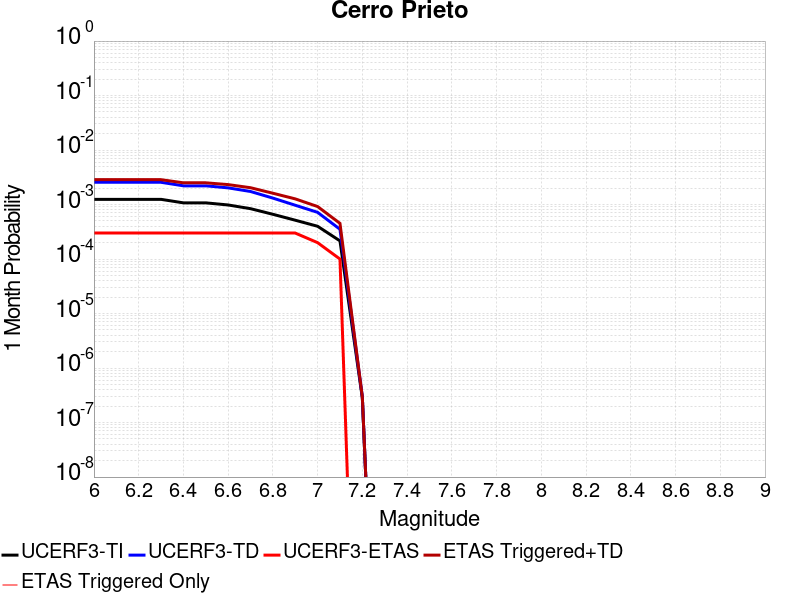 Cerro Prieto
10^0
10^-1
10^-2
10^-3
10^-4
10^-5
10^-6
10^-7
10^-8
1 Month Probability
6 6.2 6.4 6.6 6.8 7 7.2 7.4 7.6 7.8 8 8.2 8.4 8.6 8.8 9
Magnitude
UCERF3-TI UCERF3-TD UCERF3-ETAS ETAS Triggered+TD
ETAS Triggered Only